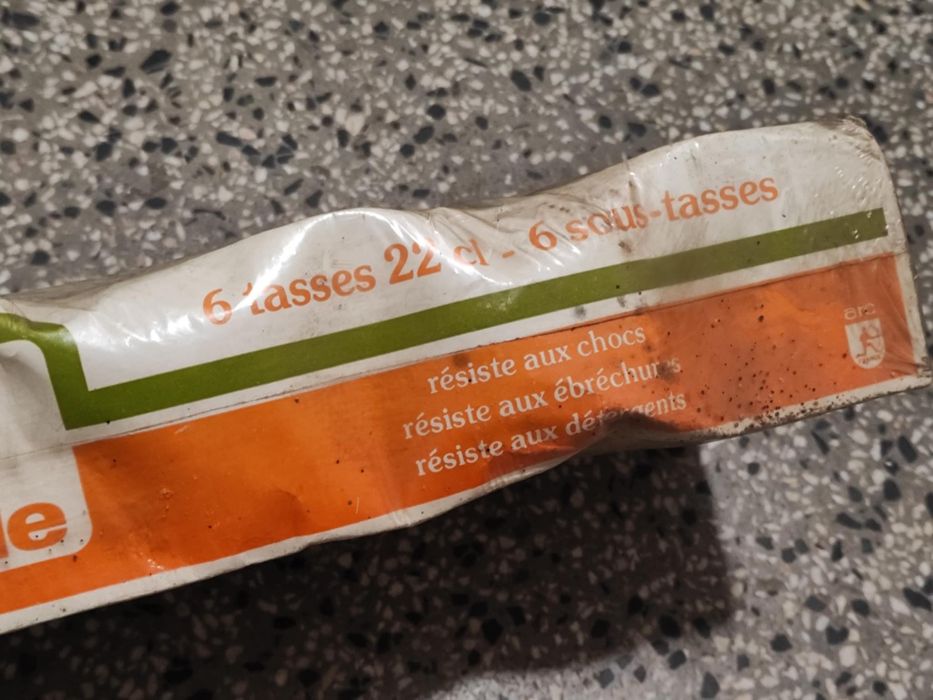 6 tasses 22 cl - 6 sous-tasses
résiste aux chocs
résiste aux ébréchures
résiste aux détergents
arc